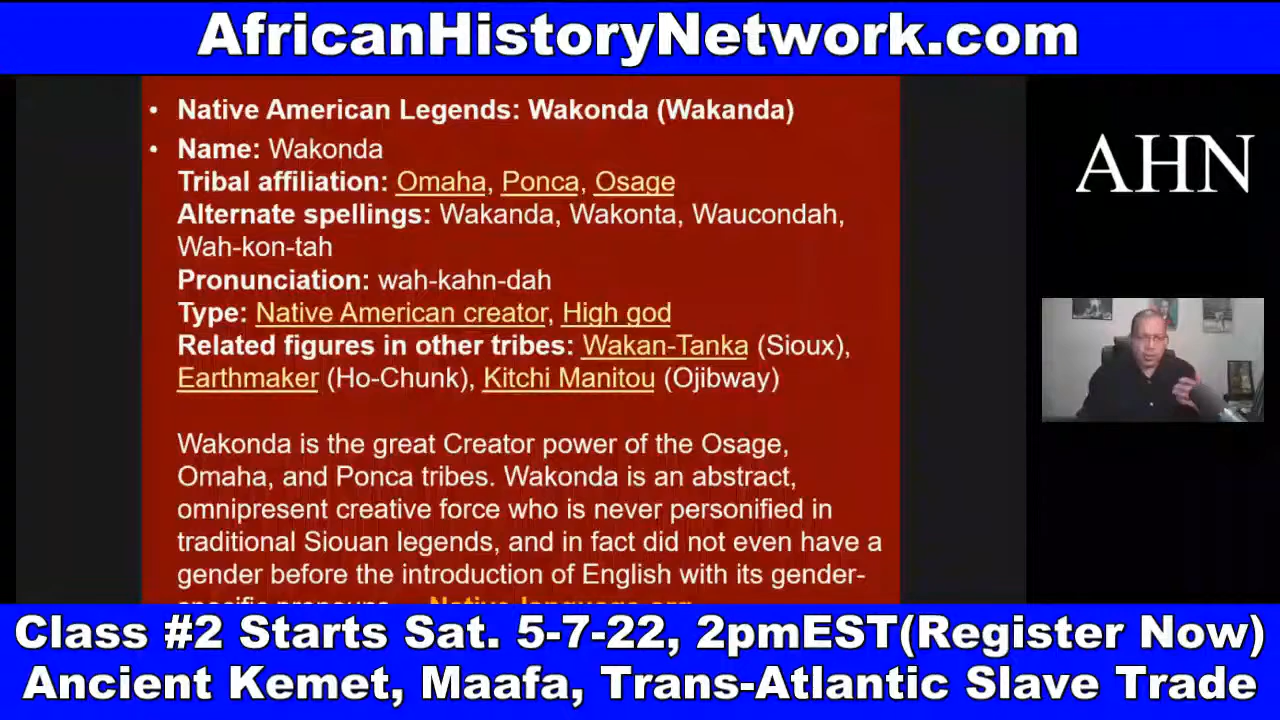 AfricanHistoryNetwork.com
• Native American Legends: Wakonda (Wakanda)
• Name: Wakonda
Tribal affiliation: Omaha, Ponca, Osage
Alternate spellings: Wakanda, Wakonta, Waucondah,
Wah-kon-tah
Pronunciation: wah-kahn-dah
Type: Native American creator, High god
Related figures in other tribes: Wakan-Tanka (Sioux),
Earthmaker (Ho-Chunk), Kitchi Manitou (Ojibway)
Wakonda is the great Creator power of the Osage,
Omaha, and Ponca tribes. Wakonda is an abstract,
omnipresent creative force who is never personified in
traditional Siouan legends, and in fact did not even have a
gender before the introduction of English with its gender-
AHN
Class #2 Starts Sat. 5-7-22, 2pmEST(Register Now)
Ancient Kemet, Maafa, Trans-Atlantic Slave Trade